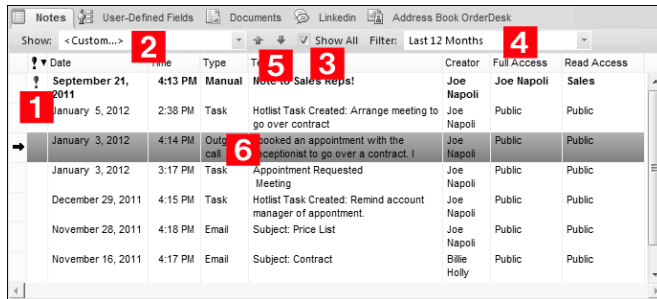 Notes User-Defined Fields Documents Linkedin Address Book OrderDesk
Show: <Custom...> 2 3 Show All Filter: Last 12 Months 4
! Date Time Type 5 Creator Full Access Read Access
! September 21, 2011 4:13 PM Manual Note to Sales Reps! Joe Napoli Joe Napoli Sales
1
January 5, 2012 2:38 PM Task Hotlist Task Created: Arrange meeting to go over contract Joe Napoli Public Public
January 3, 2012 4:14 PM call 6 booked an appointment with the receptionist to go over a contract. I Joe Napoli Public Public
January 3, 2012 3:17 PM Task Appointment Requested Meeting Joe Napoli Public Public
December 29, 2011 4:15 PM Task Hotlist Task Created: Remind account manager of appontment. Joe Napoli Public Public
November 28, 2011 4:18 PM Email Subject: Price List Joe Napoli Public Public
November 16, 2011 4:17 PM Email Subject: Contract Billie Holly Public Public